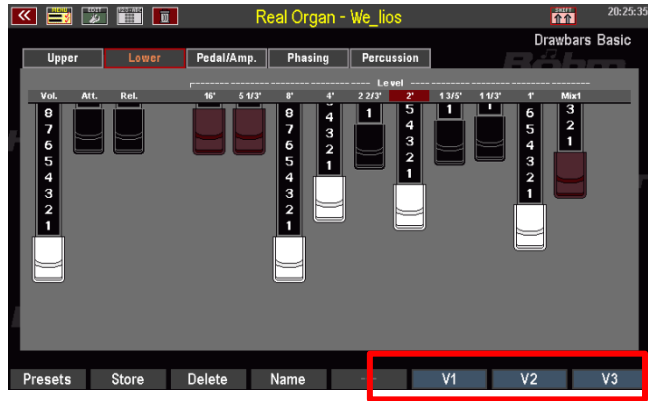 MENU EDIT Real Organ - We_lios SHIFT 20:25:35
Drawbars Basic
Böhm
Upper Lower Pedal/Amp. Phasing Percussion
Level
Vol. Att. Rel. 16' 5 1/3' 8' 4' 2 2/3' 2' 1 3/5' 1 1/3' 1' Mix1
8 8 4 1 5 1 1 6 3
7 7 3 4 5 2
6 6 2 3 4 1
5 5 1 2 3
4 4 1 2
3 3 1
2 2
1 1
Presets Store Delete Name --- V1 V2 V3